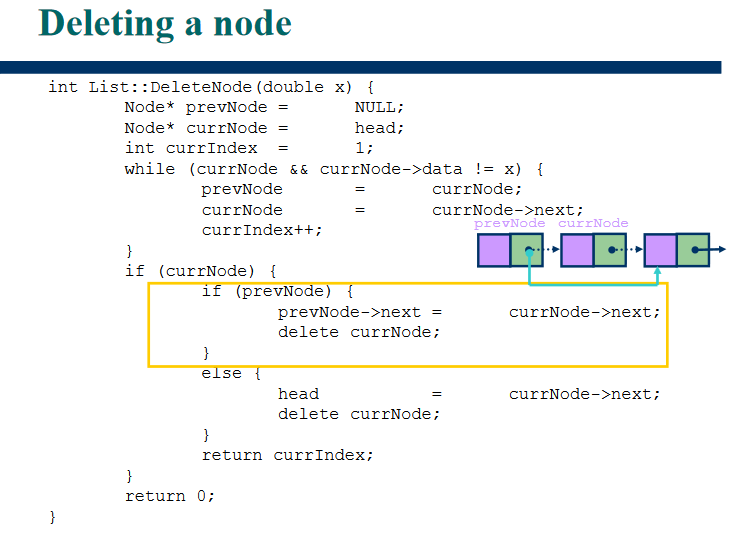 Deleting a node
int List::DeleteNode(double x) {
Node* prevNode = NULL;
Node* currNode = head;
int currIndex = 1;
while (currNode && currNode->data != x) {
prevNode = currNode;
currNode = currNode->next;
currIndex++;
prevNode currNode
}
if (currNode) {
if (prevNode) {
prevNode->next = currNode->next;
delete currNode;
}
else {
head = currNode->next;
delete currNode;
}
return currIndex;
}
return 0;
}